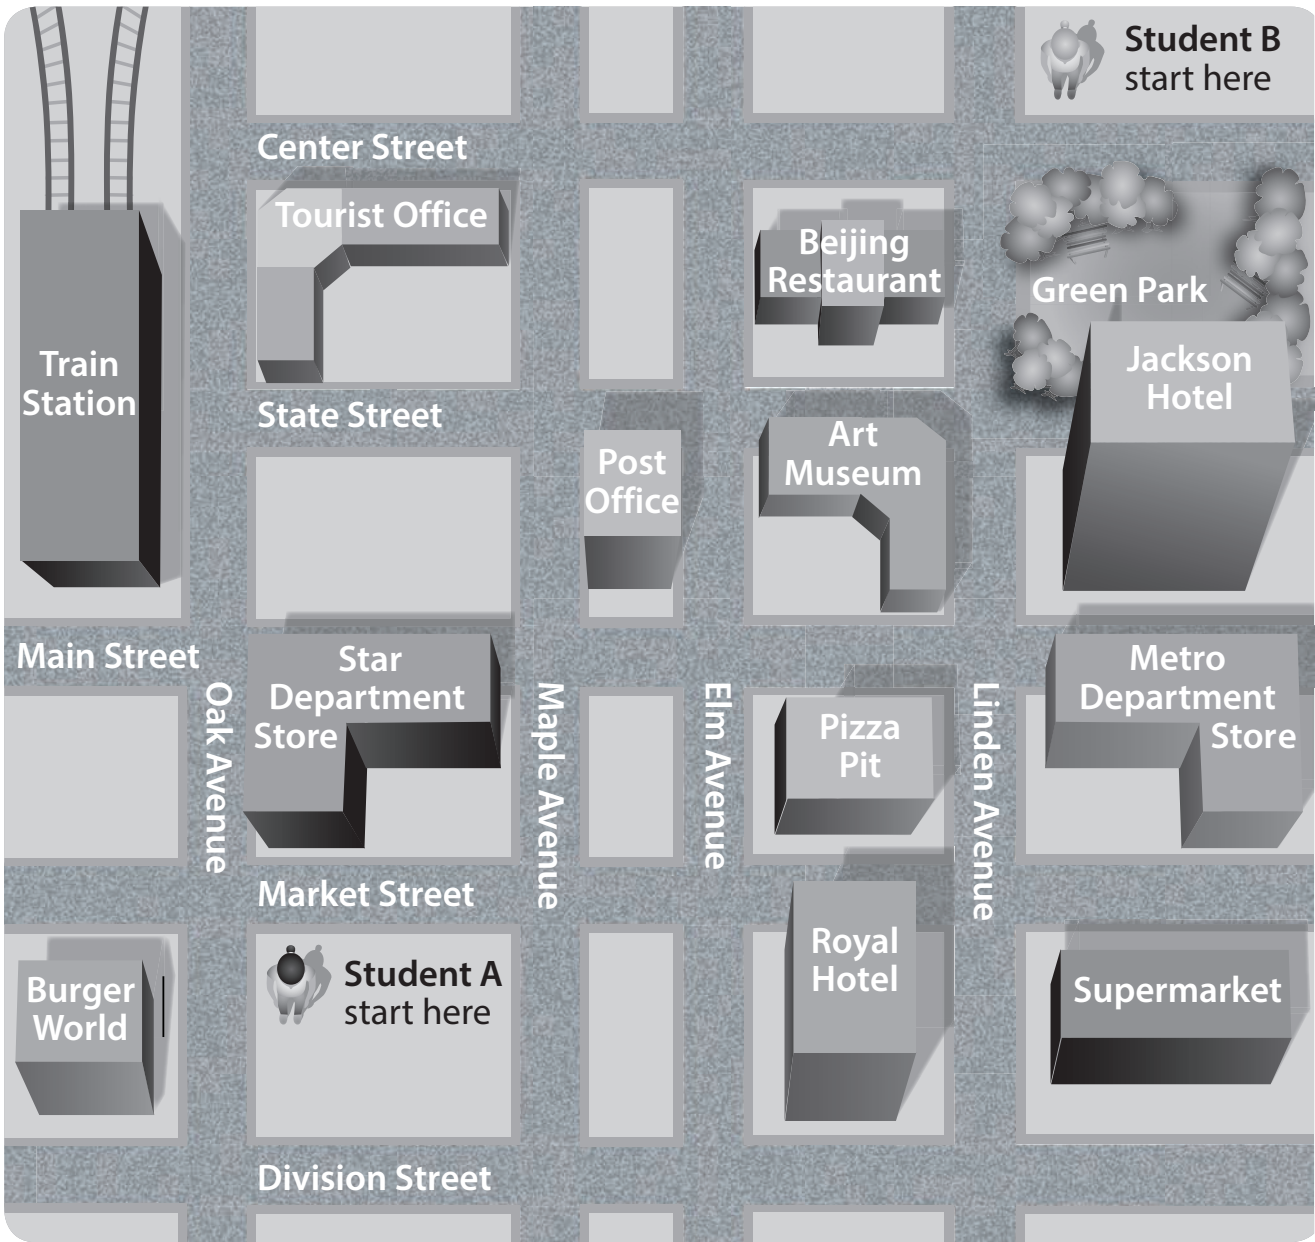 Student B
start here
Center Street
Tourist Office
Beijing
Restaurant
Green Park
Train
Station
Jackson
Hotel
State Street
Art
Museum
Post
Office
Main Street
Star
Department
Store
Metro
Department
Store
Oak Avenue
Maple Avenue
Elm Avenue
Linden Avenue
Pizza
Pit
Market Street
Royal
Hotel
Student A
start here
Burger
World
Supermarket
Division Street